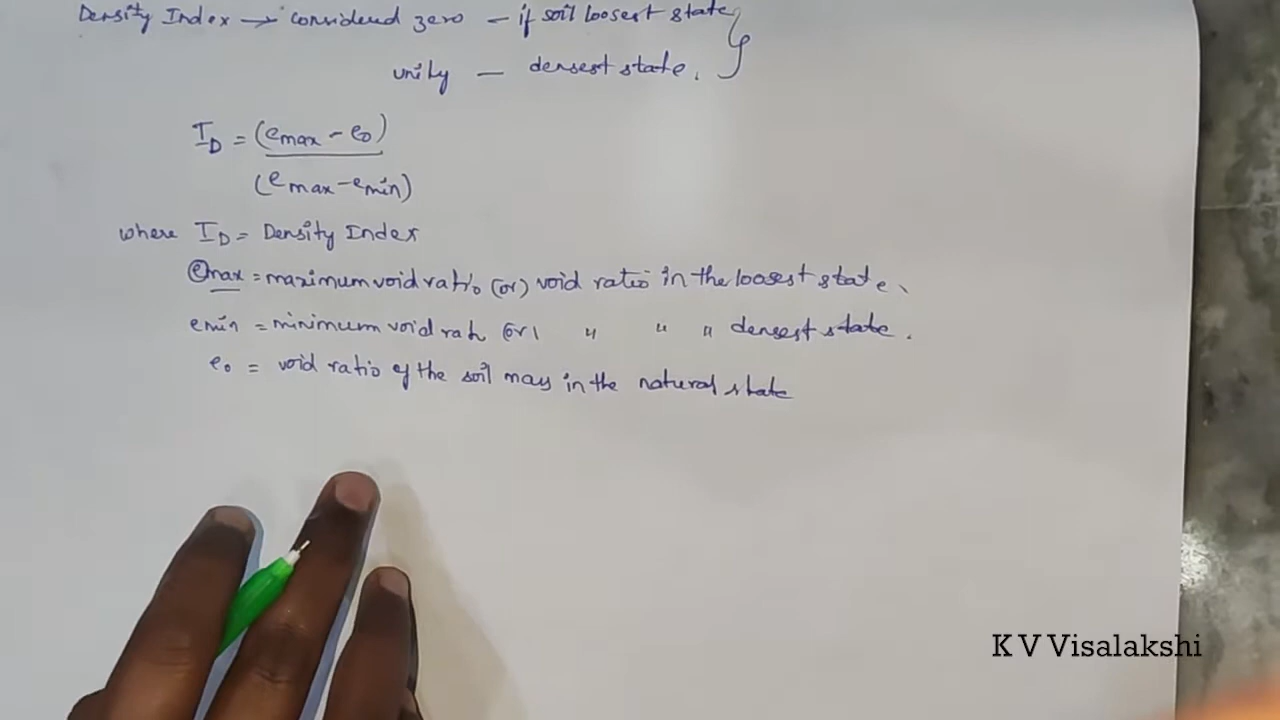 Density Index → considered zero - if soil loosest state
unity - densest state.
I_D = (e_max - e_0)
(e_max - e_min)
where I_D = Density Index
e_max = maximum void ratio (or) void ratio in the loosest state.
e_min = minimum void ratio (or) " " " densest state.
e_0 = void ratio of the soil mass in the natural state
K V Visalakshi